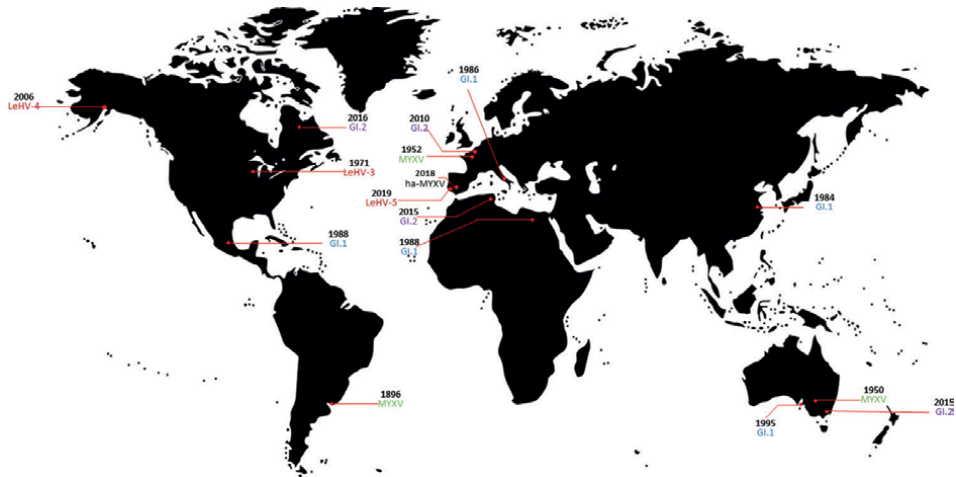 1986
GI.1
2006
LeHV-4
2016
GI.2
2010
GI.2
1952
MYXV
1971
LeHV-3
2018
ha-MYXV
2019
LeHV-5
1984
GI.1
2015
GI.2
1988
GI.1
1988
GI.1
1896
MYXV
1950
MYXV
2015
GI.2
1995
GI.1